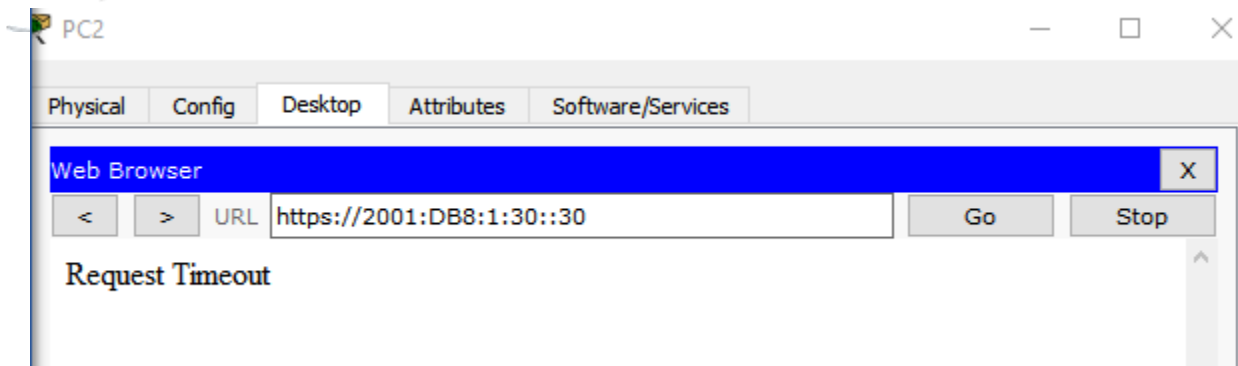 PC2
Physical Config Desktop Attributes Software/Services
Web Browser X
< > URL https://2001:DB8:1:30::30 Go Stop
Request Timeout